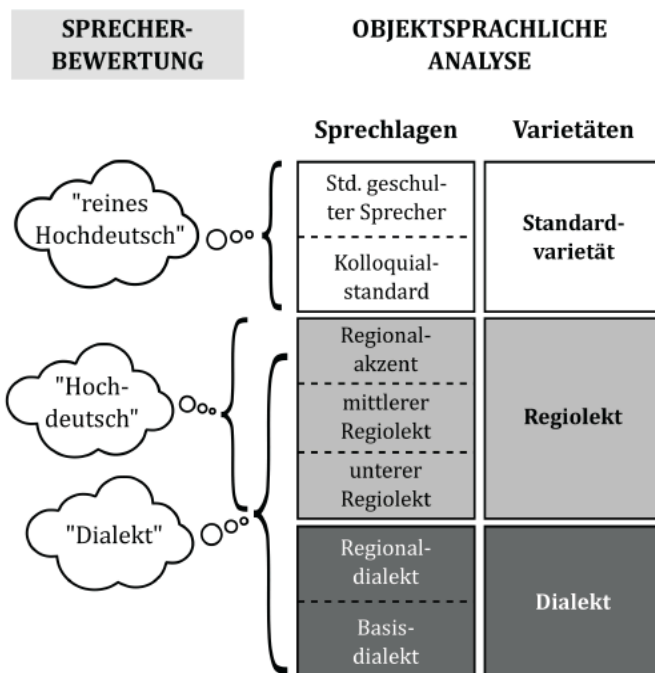 SPRECHER-
BEWERTUNG
OBJEKTSPRACHLICHE
ANALYSE
Sprechlagen
Varietäten
"reines
Hochdeutsch"
Std. geschul-
ter Sprecher
Kolloquial-
standard
Standard-
varietät
"Hoch-
deutsch"
Regional-
akzent
mittlerer
Regiolekt
unterer
Regiolekt
Regiolekt
"Dialekt"
Regional-
dialekt
Basis-
dialekt
Dialekt